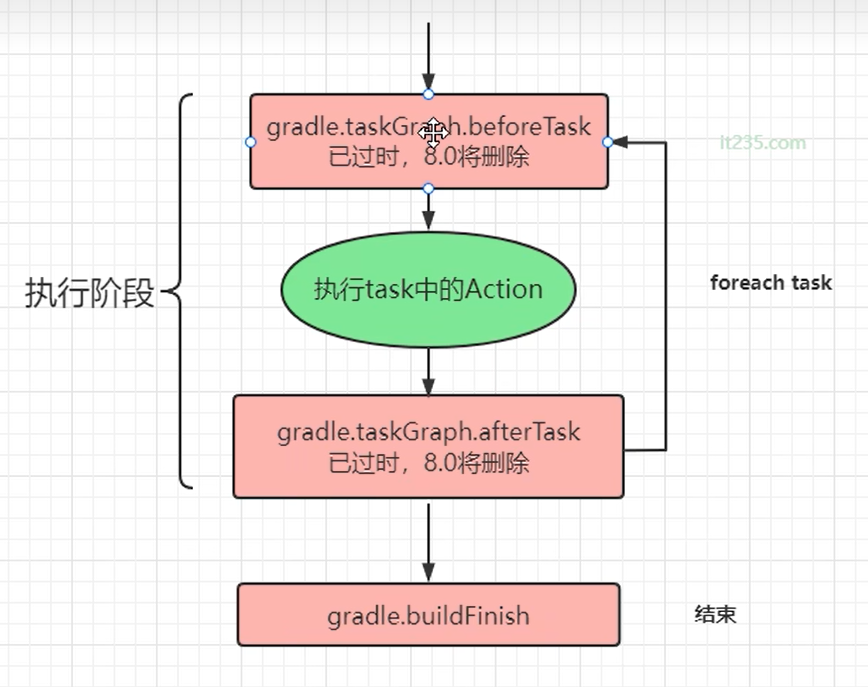 gradle.taskGraph.beforeTask
已过时，8.0将删除
it235.com
执行阶段
执行task中的Action
foreach task
gradle.taskGraph.afterTask
已过时，8.0将删除
gradle.buildFinish
结束